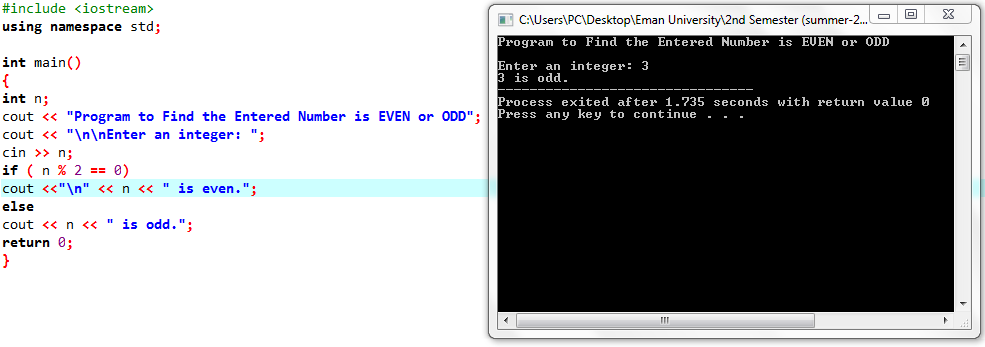 #include <iostream>
using namespace std;
int main()
{
int n;
cout << "Program to Find the Entered Number is EVEN or ODD";
cout << "\n\nEnter an integer: ";
cin >> n;
if ( n % 2 == 0)
cout <<"\n" << n << " is even.";
else
cout << n << " is odd.";
return 0;
}
C:\Users\PC\Desktop\Eman University\2nd Semester (summer-2...
Program to Find the Entered Number is EVEN or ODD
Enter an integer: 3
3 is odd.
--------------------------------
Process exited after 1.735 seconds with return value 0
Press any key to continue . . .